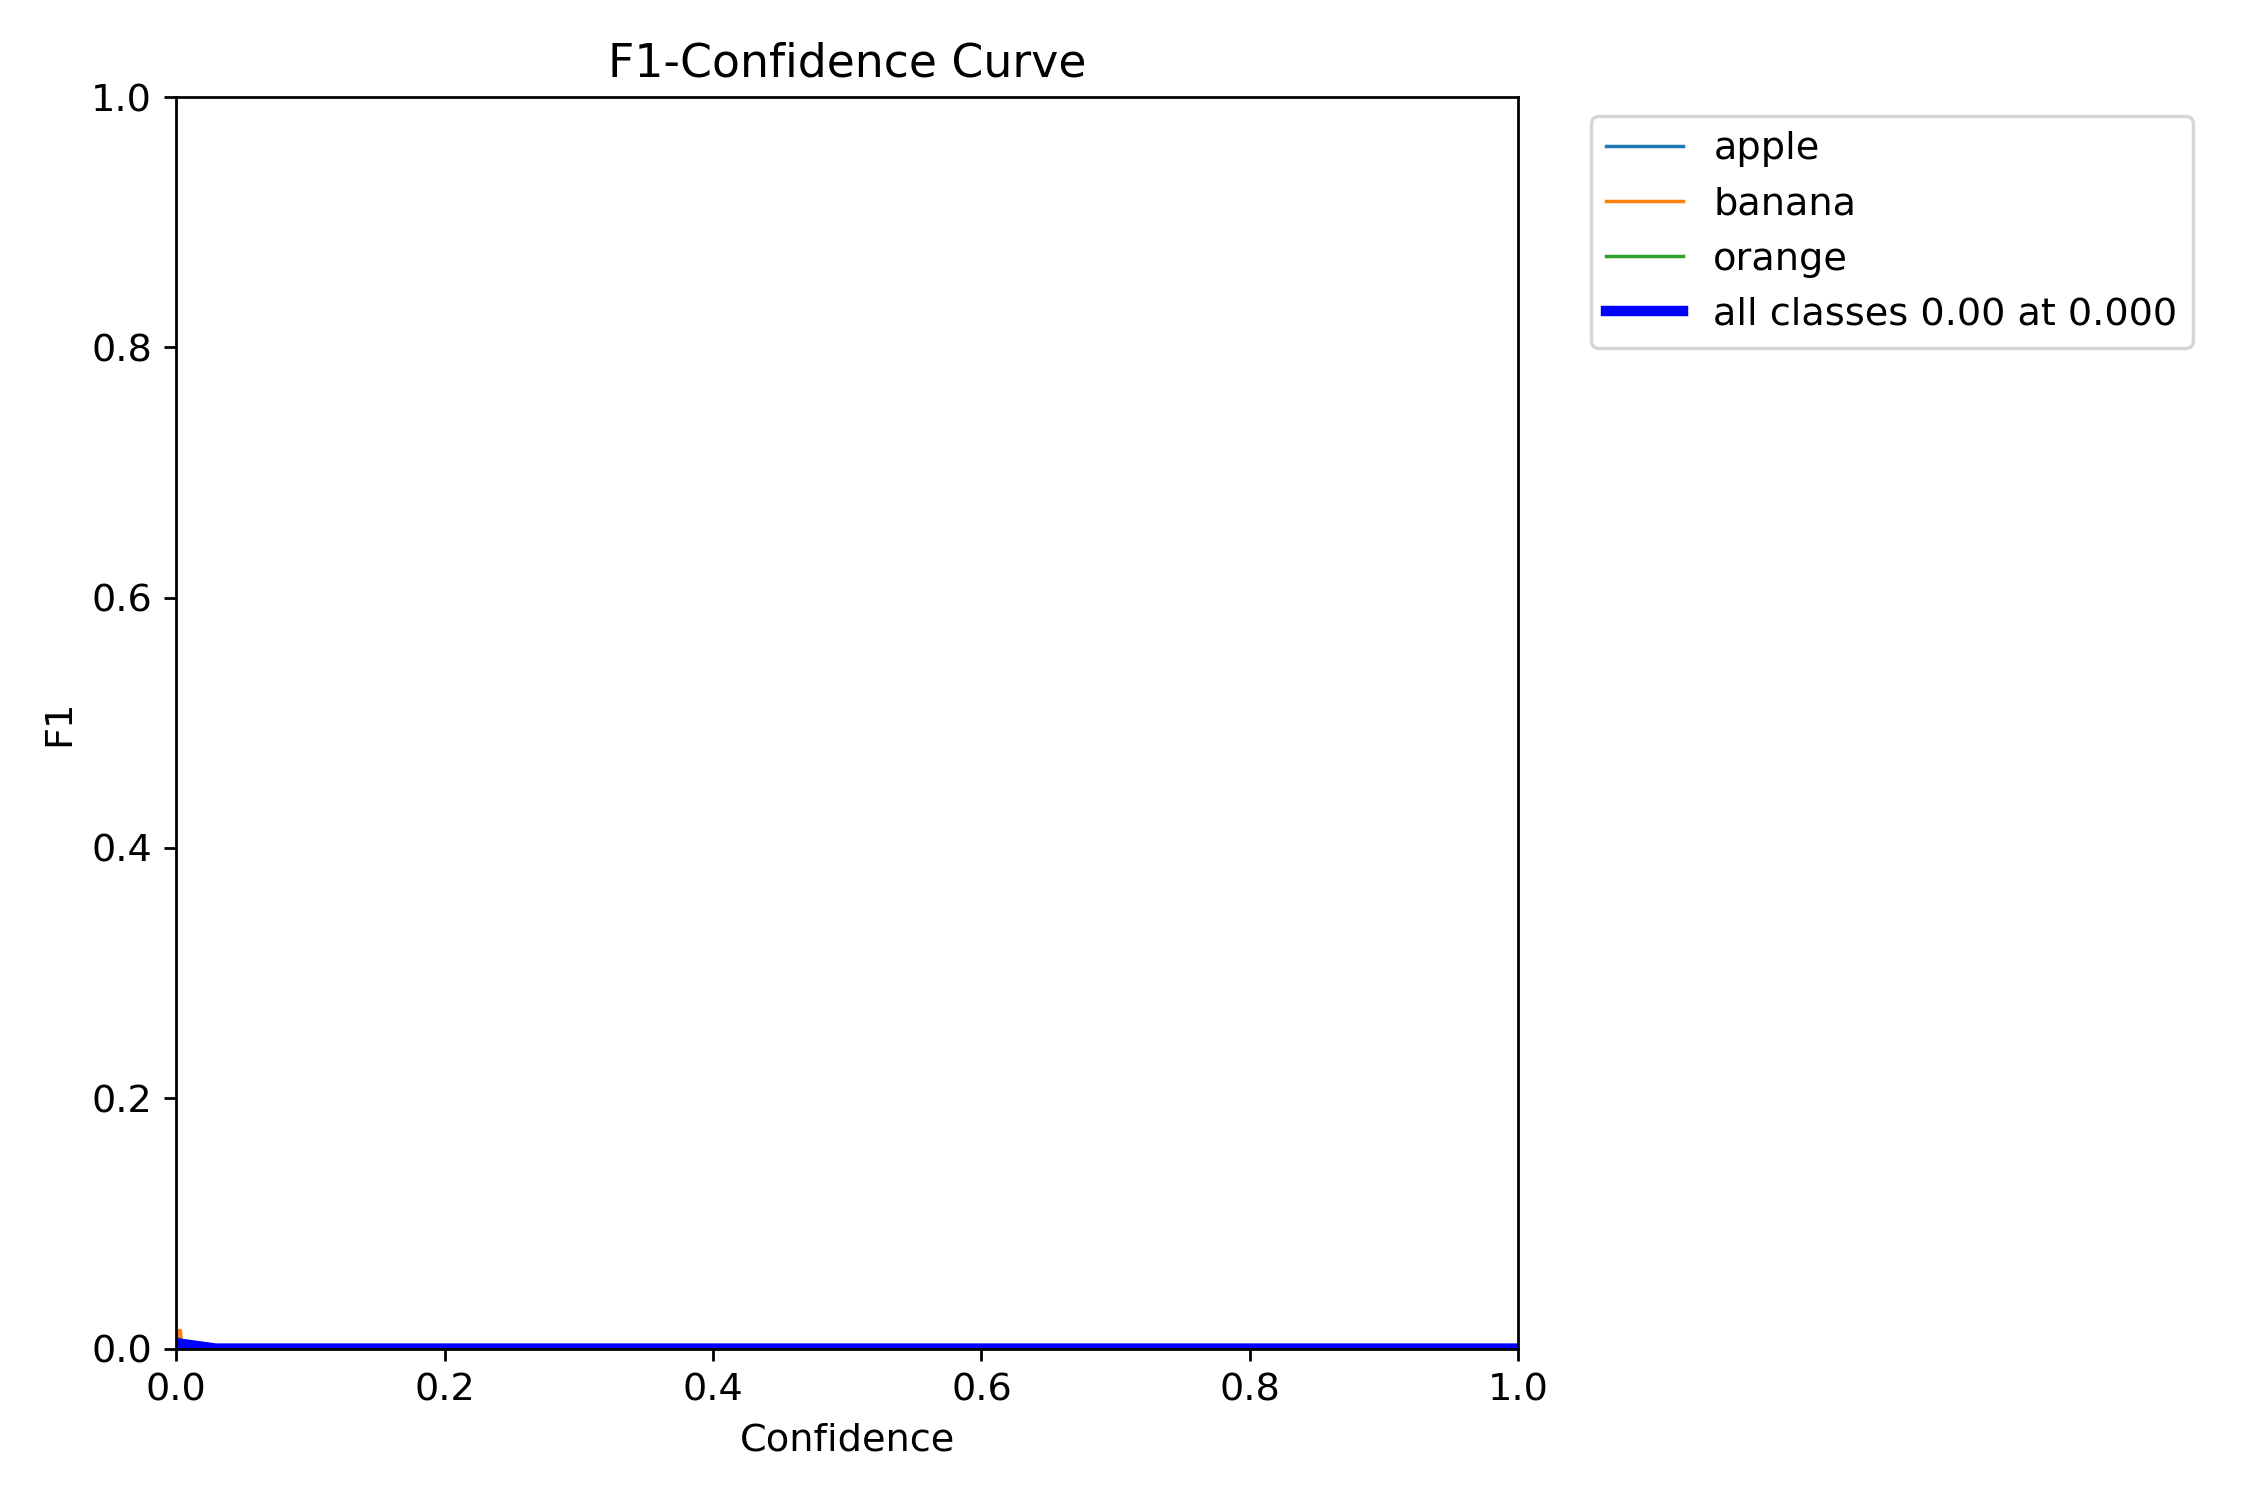 F1-Confidence Curve
1.0
0.8
0.6
0.4
0.2
0.0
F1
0.0 0.2 0.4 0.6 0.8 1.0
Confidence
apple
banana
orange
all classes 0.00 at 0.000